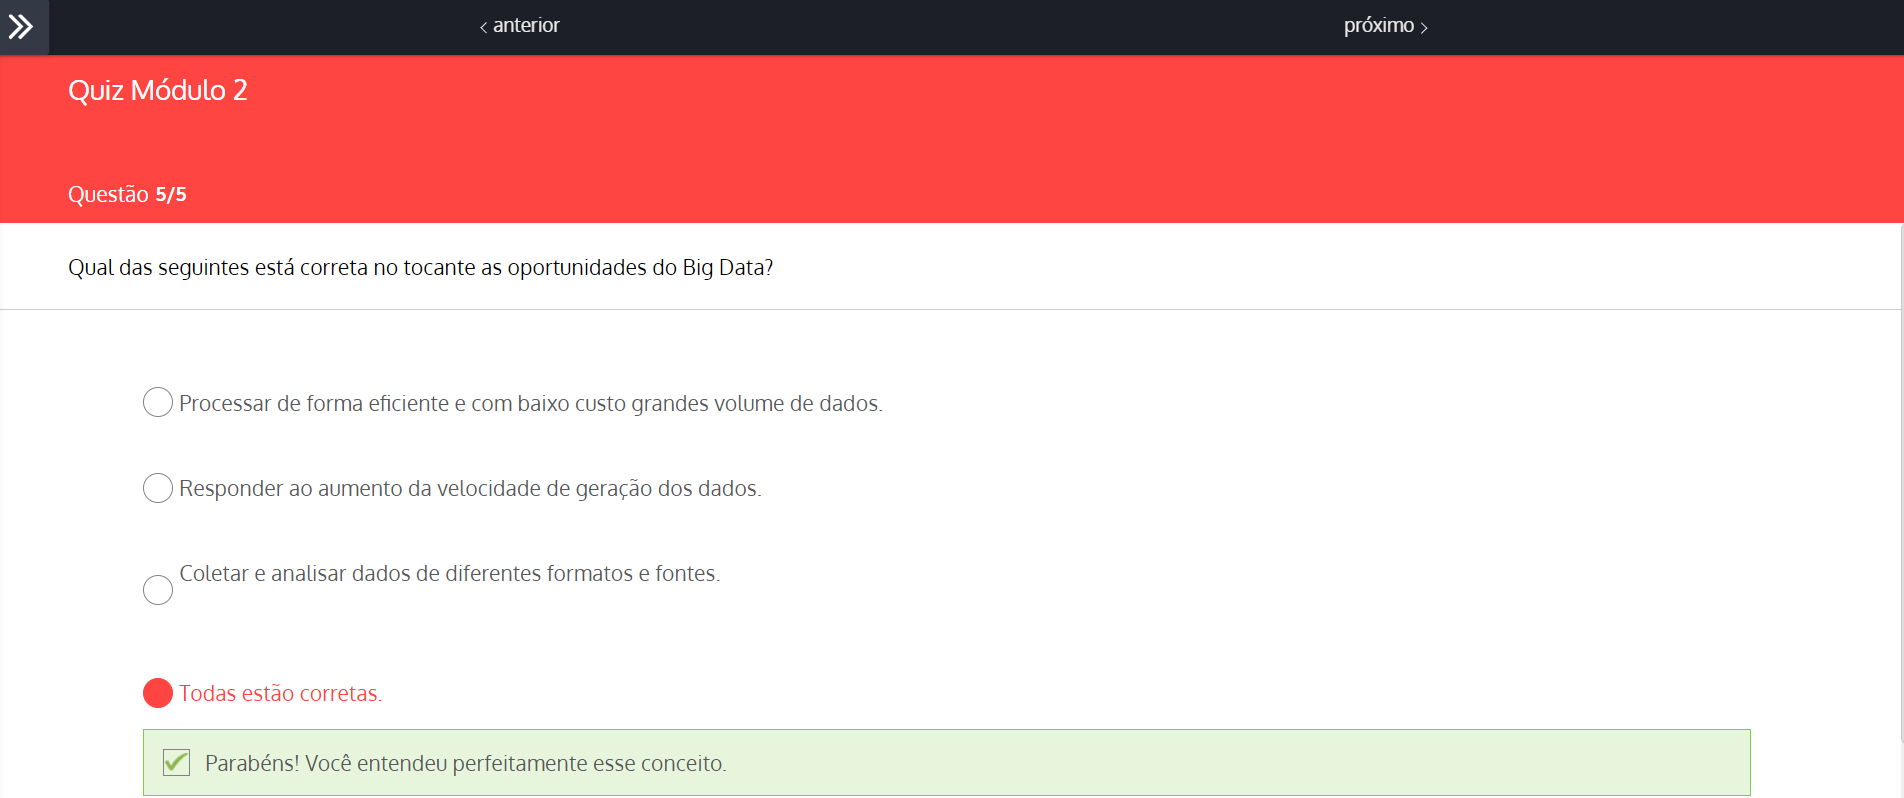 anterior
próximo
Quiz Módulo 2
Questão 5/5
Qual das seguintes está correta no tocante as oportunidades do Big Data?
Processar de forma eficiente e com baixo custo grandes volume de dados.
Responder ao aumento da velocidade de geração dos dados.
Coletar e analisar dados de diferentes formatos e fontes.
Todas estão corretas.
Parabéns! Você entendeu perfeitamente esse conceito.